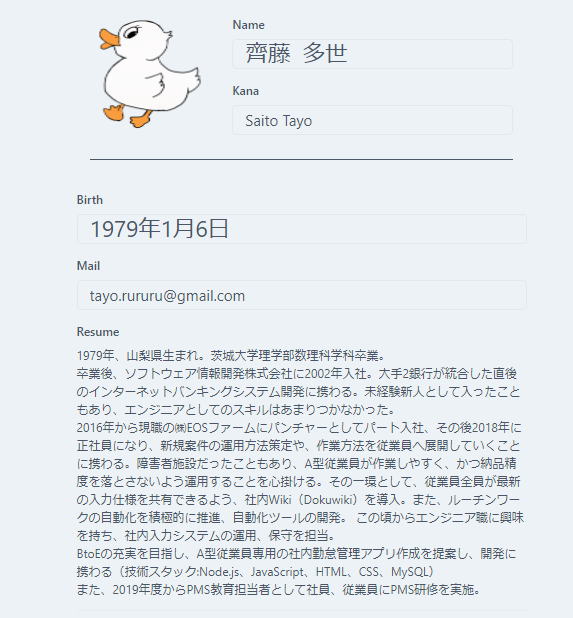 Name
齊藤 多世
Kana
Saito Tayo
Birth
1979年1月6日
Mail
tayo.rururu@gmail.com
Resume
1979年、山梨県生まれ。茨城大学理学部数理科学科卒業。
卒業後、ソフトウェア情報開発株式会社に2002年入社。大手2銀行が統合した直後
のインターネットバンキングシステム開発に携わる。未経験新人として入ったこと
もあり、エンジニアとしてのスキルはあまりつかなかった。
2016年から現職の㈱EOSファームにパンチャーとしてパート入社、その後2018年に
正社員になり、新規案件の運用方法策定や、作業方法を従業員へ展開していくこと
に携わる。障害者施設だったこともあり、A型従業員が作業しやすく、かつ納品精
度を落とさないよう運用することを心掛ける。その一環として、従業員全員が最新
の入力仕様を共有できるよう、社内Wiki（Dokuwiki）を導入。また、ルーチンワー
クの自動化を積極的に推進、自動化ツールの開発。 この頃からエンジニア職に興味
を持ち、社内入力システムの運用、保守を担当。
BtoEの充実を目指し、A型従業員専用の社内勤怠管理アプリ作成を提案し、開発に
携わる（技術スタック:Node.js、JavaScript、HTML、CSS、MySQL）
また、2019年度からPMS教育担当者として社員、従業員にPMS研修を実施。